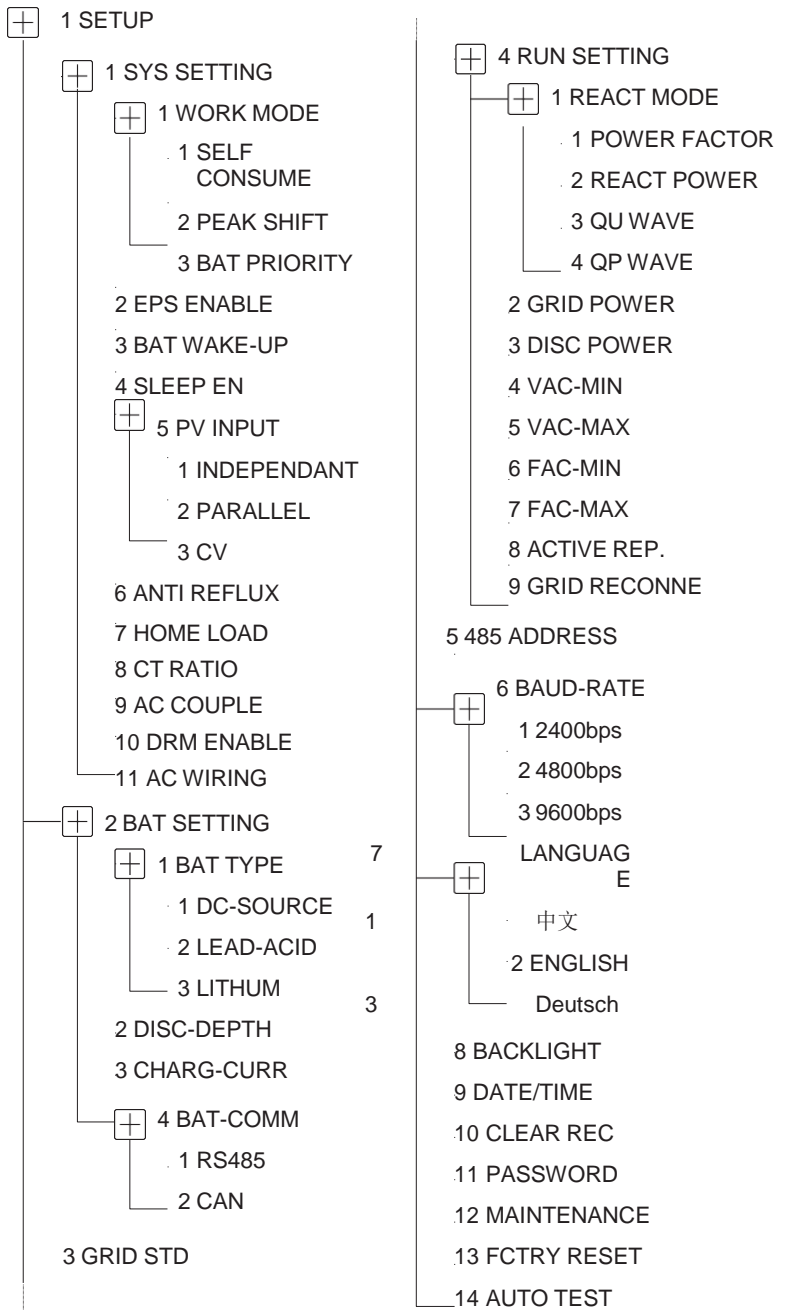 1 SETUP
1 SYS SETTING
1 WORK MODE
1 SELF
CONSUME
2 PEAK SHIFT
3 BAT PRIORITY
2 EPS ENABLE
3 BAT WAKE-UP
4 SLEEP EN
5 PV INPUT
1 INDEPENDANT
2 PARALLEL
3 CV
6 ANTI REFLUX
7 HOME LOAD
8 CT RATIO
9 AC COUPLE
10 DRM ENABLE
11 AC WIRING
2 BAT SETTING
1 BAT TYPE
1 DC-SOURCE
2 LEAD-ACID
3 LITHUM
2 DISC-DEPTH
3 CHARG-CURR
4 BAT-COMM
1 RS485
2 CAN
3 GRID STD
4 RUN SETTING
1 REACT MODE
1 POWER FACTOR
2 REACT POWER
3 QU WAVE
4 QP WAVE
2 GRID POWER
3 DISC POWER
4 VAC-MIN
5 VAC-MAX
6 FAC-MIN
7 FAC-MAX
8 ACTIVE REP.
9 GRID RECONNE
5 485 ADDRESS
6 BAUD-RATE
1 2400bps
2 4800bps
3 9600bps
7 LANGUAG
E
1 中文
2 ENGLISH
3 Deutsch
8 BACKLIGHT
9 DATE/TIME
10 CLEAR REC
11 PASSWORD
12 MAINTENANCE
13 FCTRY RESET
14 AUTO TEST